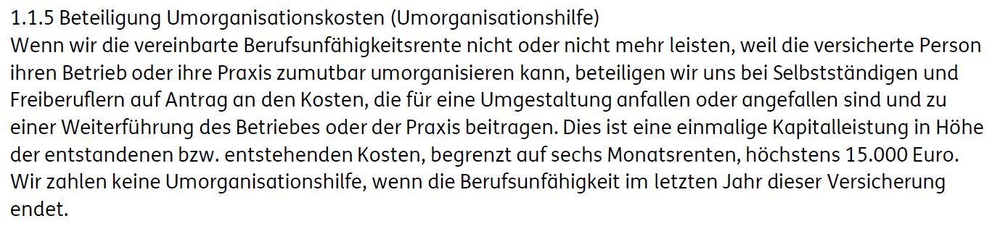 1.1.5 Beteiligung Umorganisationskosten (Umorganisationshilfe)
Wenn wir die vereinbarte Berufsunfähigkeitsrente nicht oder nicht mehr leisten, weil die versicherte Person
ihren Betrieb oder ihre Praxis zumutbar umorganisieren kann, beteiligen wir uns bei Selbstständigen und
Freiberuflern auf Antrag an den Kosten, die für eine Umgestaltung anfallen oder angefallen sind und zu
einer Weiterführung des Betriebes oder der Praxis beitragen. Dies ist eine einmalige Kapitalleistung in Höhe
der entstandenen bzw. entstehenden Kosten, begrenzt auf sechs Monatsrenten, höchstens 15.000 Euro.
Wir zahlen keine Umorganisationshilfe, wenn die Berufsunfähigkeit im letzten Jahr dieser Versicherung
endet.